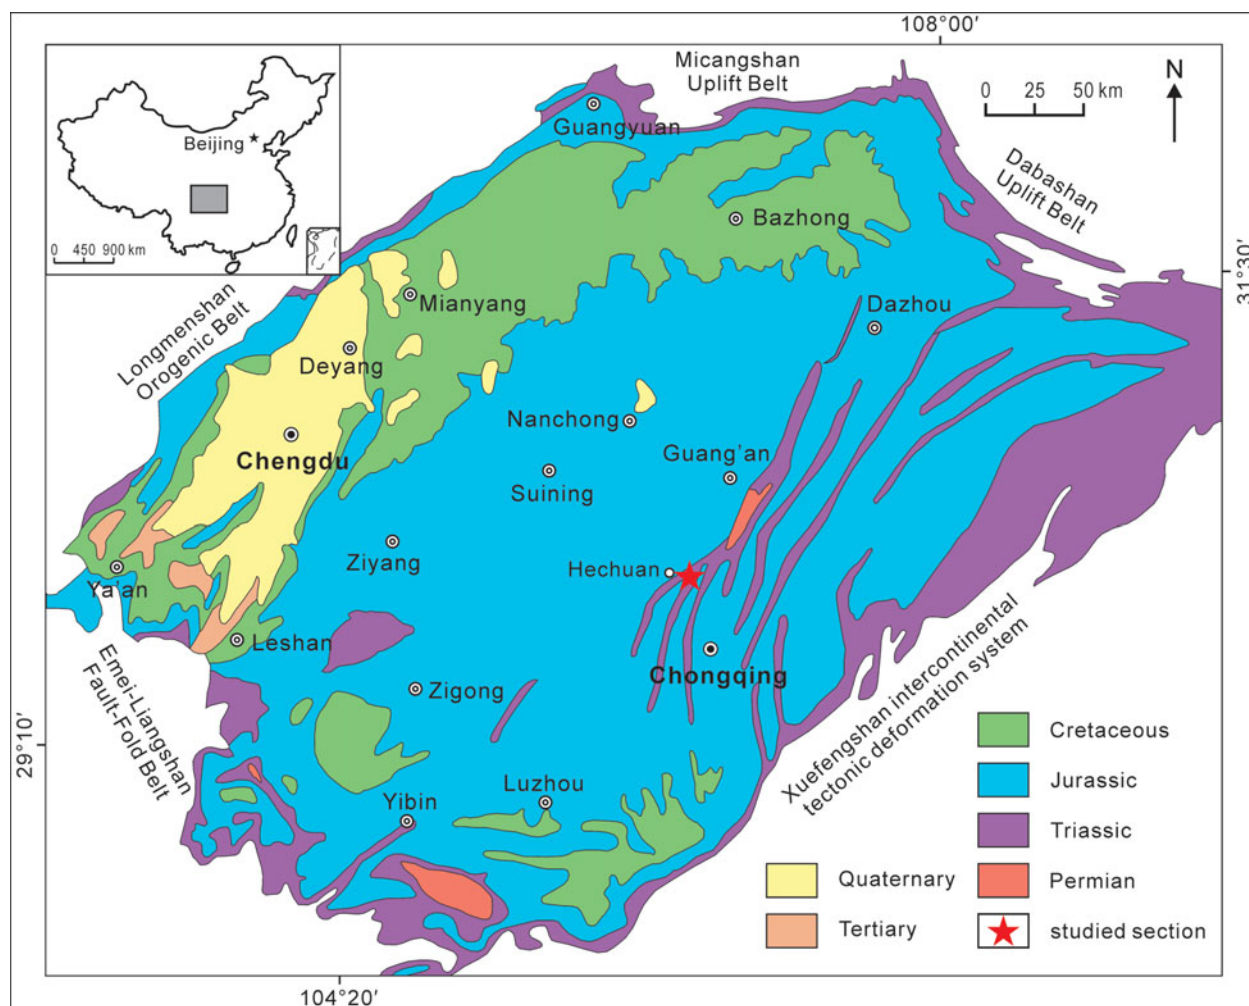 108°00′
Micangshan
Uplift Belt
N
0 25 50 km
Beijing
0 450 900 km
Guangyuan
Dabashan
Uplift Belt
Bazhong
31°30′
Mianyang
Dazhou
Longmenshan
Orogenic Belt
Deyang
Nanchong
Chengdu
Guang’an
Suining
Ziyang
Hechuan
Ya’an
Leshan
Chongqing
Emei-Liangshan
Fault-Fold Belt
Zigong
Xuefengshan intercontinental
tectonic deformation system
29°10′
Luzhou
Yibin
Cretaceous
Jurassic
Triassic
Quaternary
Permian
Tertiary
studied section
104°20′